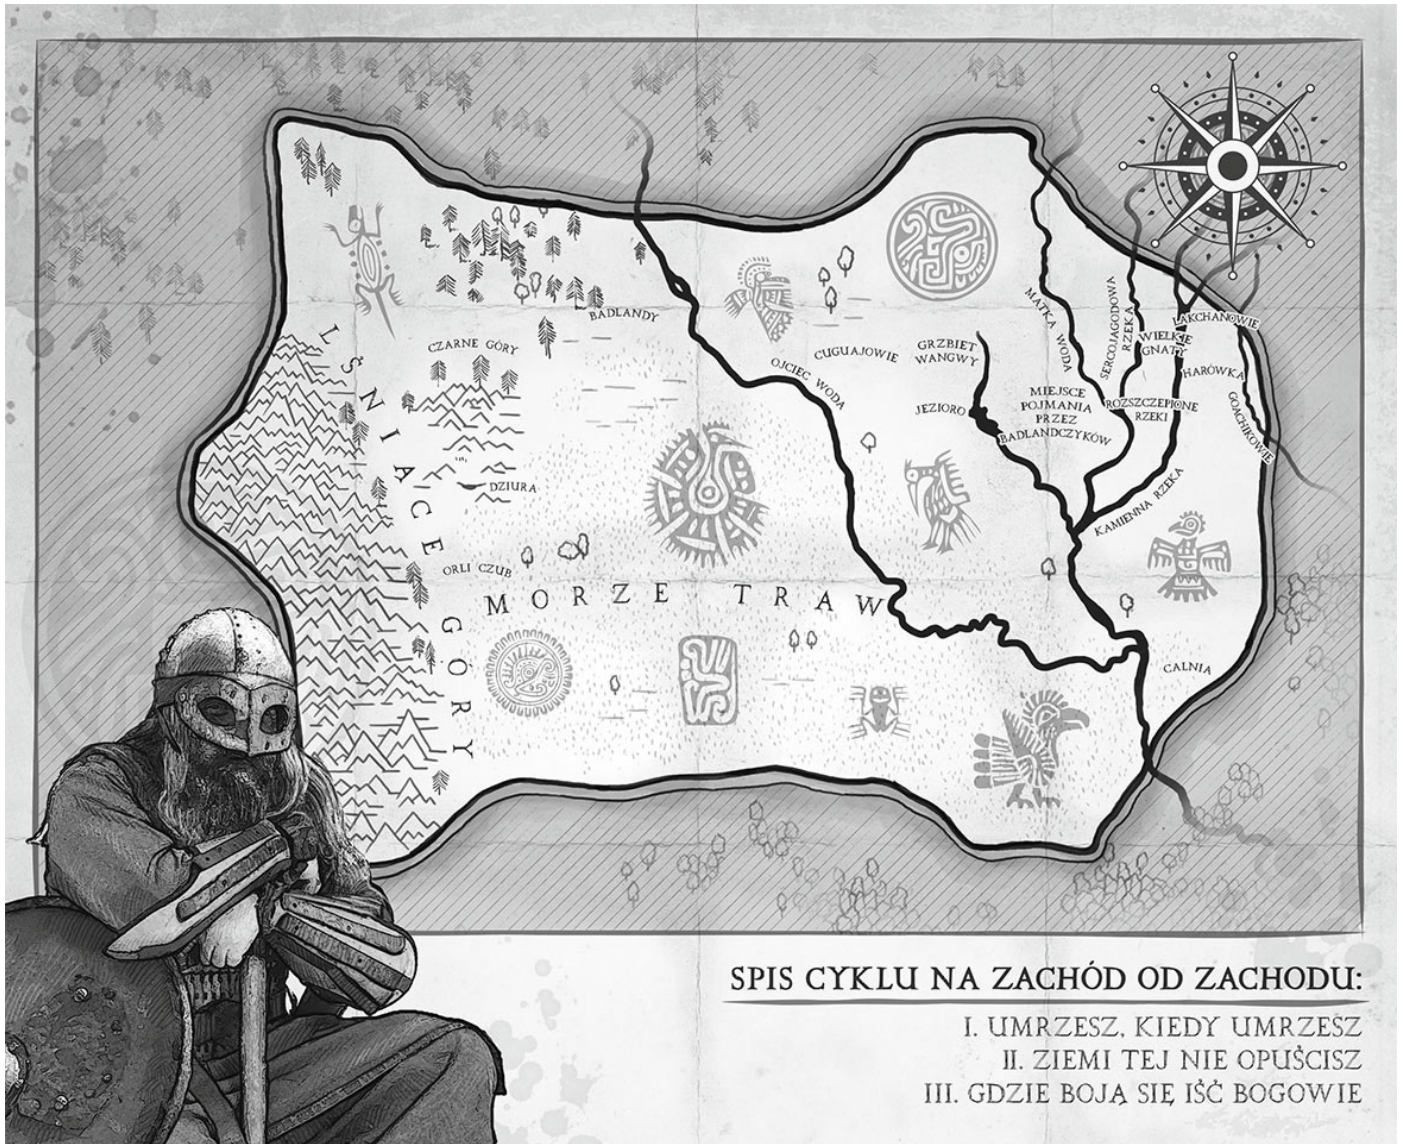 BADLANDY
LŚNIĄCE GÓRY
CZARNE GÓRY
DZIURA
ORLI CZUB
MORZE TRAW
OJCIEC WODA
CUGUAJOWIE
GRZBIET
WANGWY
JEZIORO
MATKA WODA
MIEJSCE
POJMANIA
PRZEZ
BADLANDCZYKÓW
SERCOJAGODOWA
RZEKA
WIELKIE
GNATY
LAKCHANOWIE
HARÓWKA
ROZSZCZEPIONE
RZEKI
GOACHIKOWIE
KAMIENNA RZEKA
CALNIA
SPIS CYKLU NA ZACHÓD OD ZACHODU:
I. UMRZESZ, KIEDY UMRZESZ
II. ZIEMI TEJ NIE OPUŚCISZ
III. GDZIE BOJĄ SIĘ IŚĆ BOGOWIE